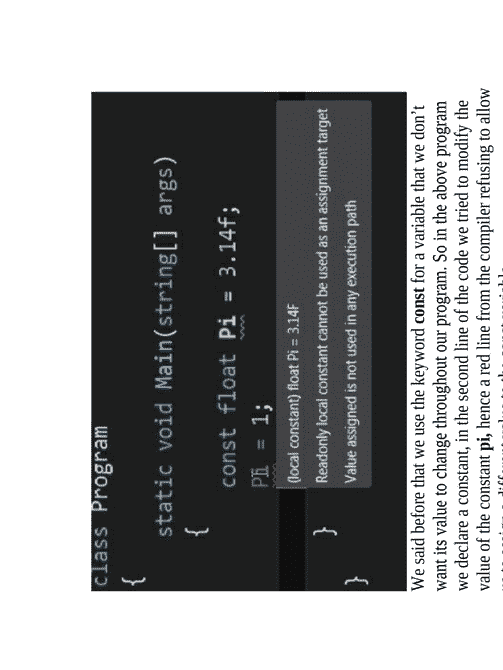 class Program
{
static void Main(string[] args)
{
const float Pi = 3.14f;
Pi = 1;
(local constant) float Pi = 3.14F
Readonly local constant cannot be used as an assignment target
Value assigned is not used in any execution path
}
}
We said before that we use the keyword const for a variable that we don't
want its value to change throughout our program. So in the above program
we declare a constant, in the second line of the code we tried to modify the
value of the constant pi, hence a red line from the compiler refusing to allow